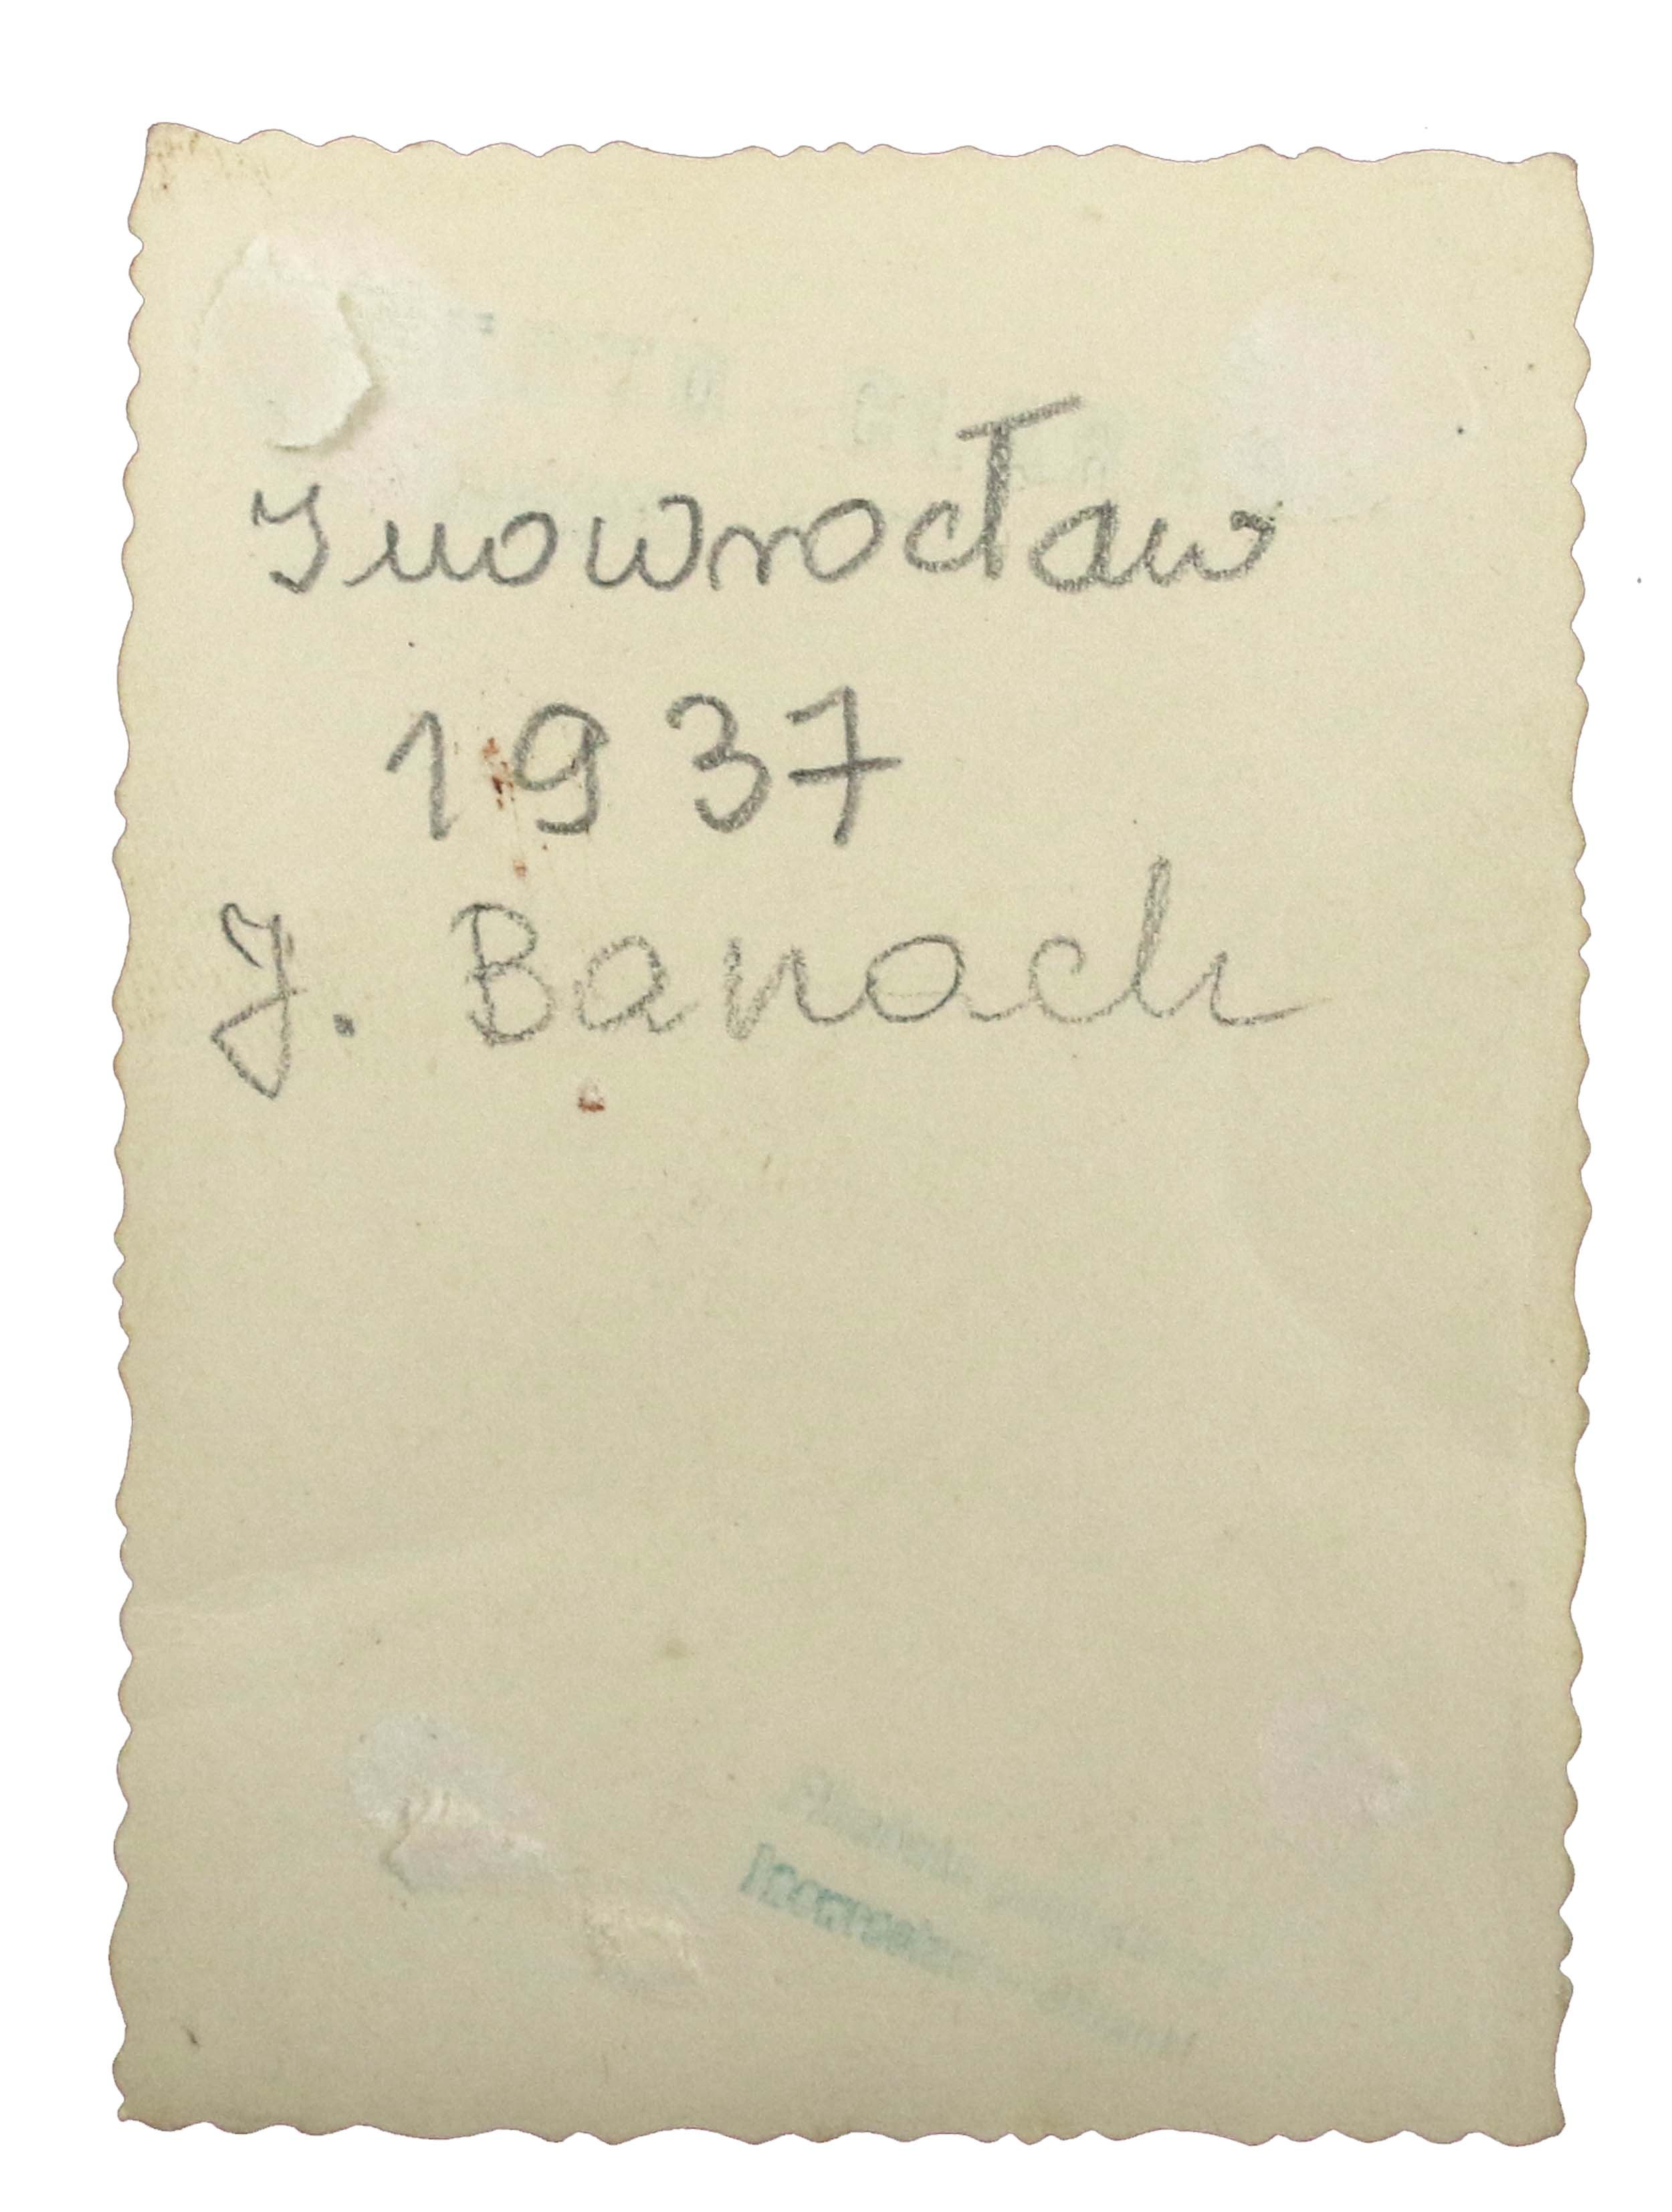 Inowrocław
1937
J. Banach